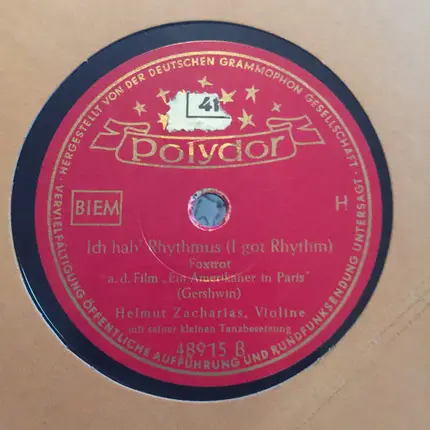 · HERGESTELLT VON DER DEUTSCHEN GRAMMOPHON GESELLSCHAFT ·
VERVIELFÄLTIGUNG ÖFFENTLICHE AUFFÜHRUNG UND RUNDFUNKSENDUNG UNTERSAGT
41
Polydor
BIEM
H
Ich hab' Rhythmus (I got Rhythm)
Foxtrot
a. d. Film „Ein Amerikaner in Paris"
(Gershwin)
Helmut Zacharias, Violine
mit seiner kleinen Tanzbesetzung
48915 B